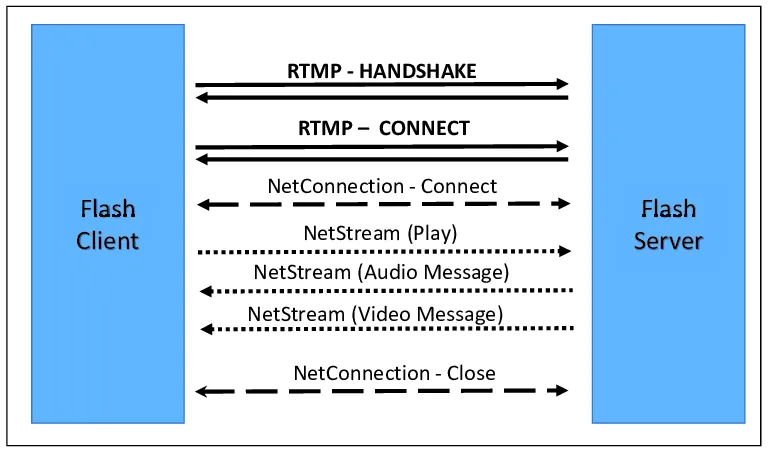 RTMP - HANDSHAKE
RTMP – CONNECT
NetConnection - Connect
Flash
Client
Flash
Server
NetStream (Play)
NetStream (Audio Message)
NetStream (Video Message)
NetConnection - Close